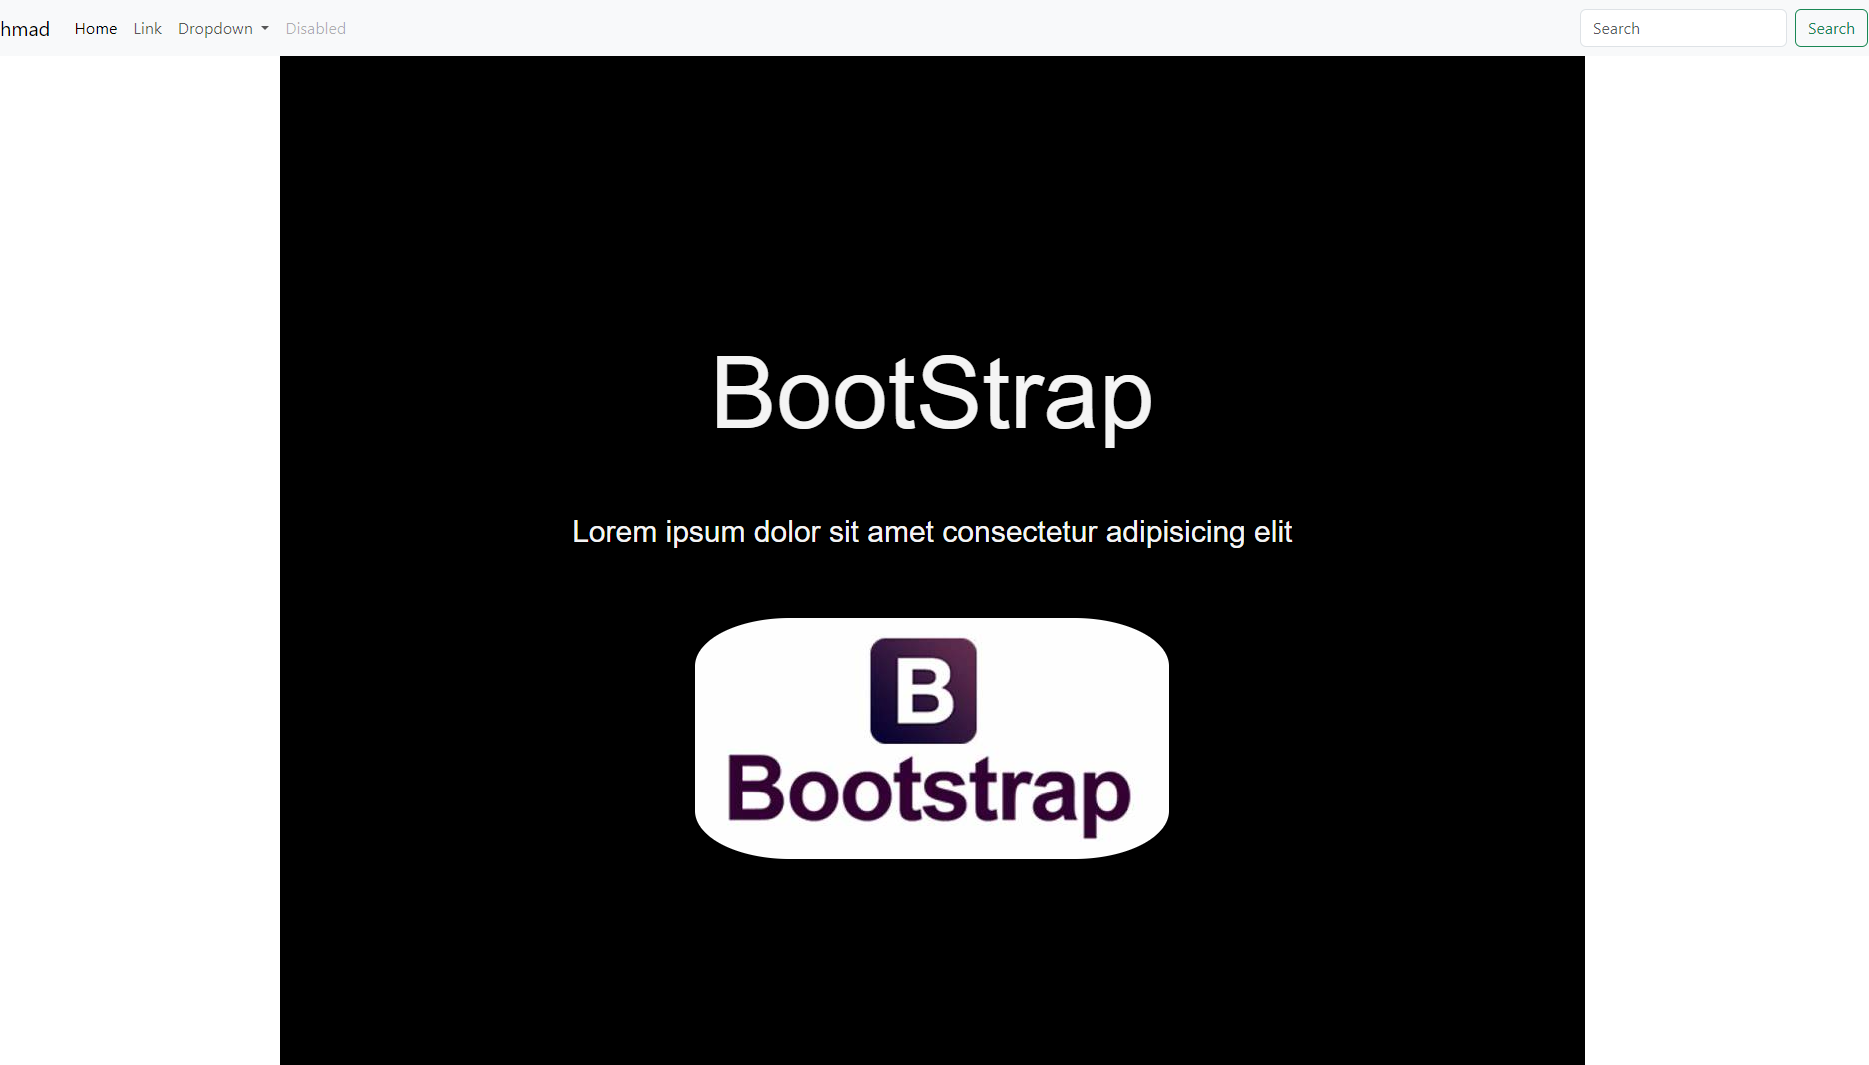 hmad Home Link Dropdown Disabled Search Search
BootStrap
Lorem ipsum dolor sit amet consectetur adipisicing elit
B
Bootstrap